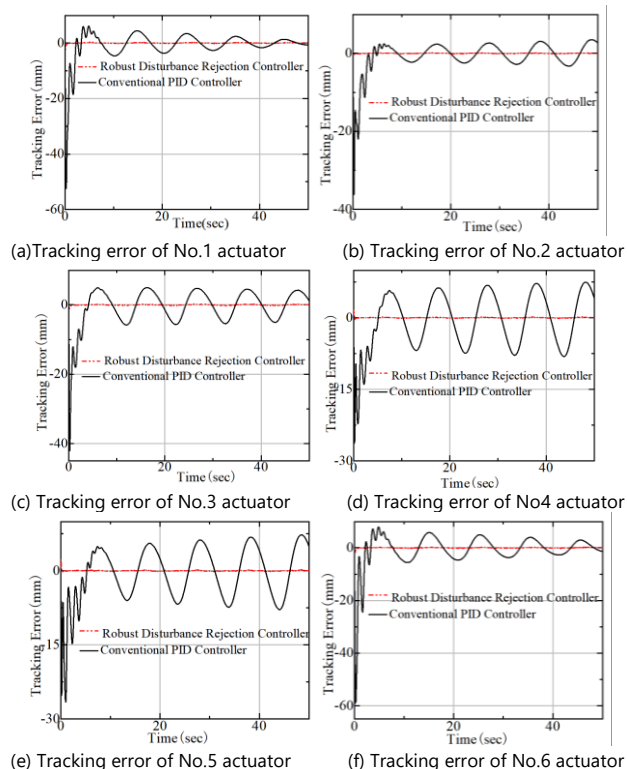 Tracking Error(mm)
0
-20
-40
-60
Robust Disturbance Rejection Controller
Conventional PID Controller
0 20 40
Time(sec)
(a)Tracking error of No.1 actuator
Tracking Error(mm)
0
-20
-40
Robust Disturbance Rejection Controller
Conventional PID Controller
0 20 40
Time(sec)
(b) Tracking error of No.2 actuator
Tracking Error(mm)
0
-20
-40
Robust Disturbance Rejection Controller
Conventional PID Controller
0 20 40
Time (sec)
(c) Tracking error of No.3 actuator
Tracking Error(mm)
0
-15
-30
Robust Disturbance Rejection Controller
Conventional PID Controller
0 20 40
Time (sec)
(d) Tracking error of No4 actuator
Tracking Error(mm)
0
15
-30
Robust Disturbance Rejection Controller
Conventional PID Controller
0 20 40
Time (sec)
(e) Tracking error of No.5 actuator
Tracking Error(mm)
0
-20
-40
-60
Robust Disturbance Rejection Controller
Conventional PID Controller
0 20 40
Time (sec)
(f) Tracking error of No.6 actuator